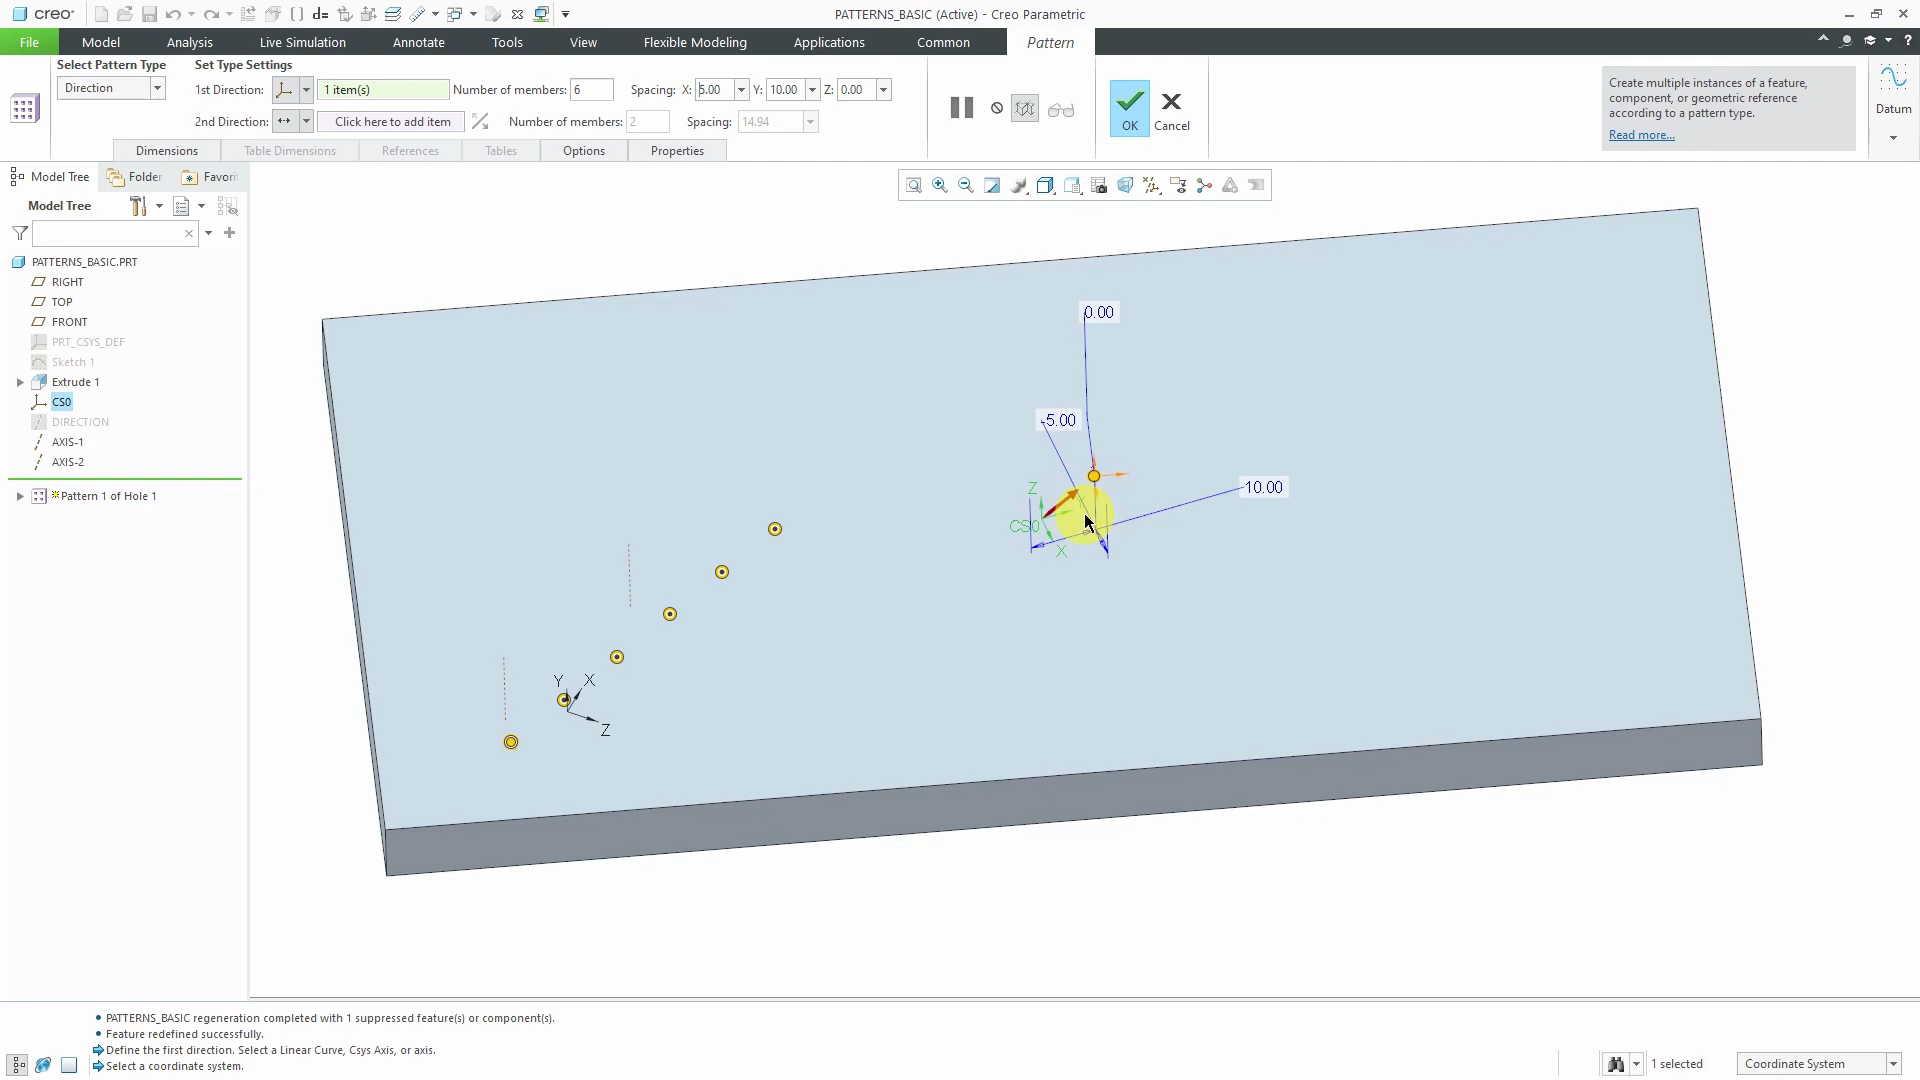 creo
PATTERNS_BASIC (Active) - Creo Parametric
File
Model
Analysis
Live Simulation
Annotate
Tools
View
Flexible Modeling
Applications
Common
Pattern
Select Pattern Type
Set Type Settings
Direction
1st Direction:
1 item(s)
Number of members: 6
Spacing: X: 5.00 Y: 10.00 Z: 0.00
2nd Direction:
Click here to add item
Number of members: 2
Spacing: 14.94
OK
Cancel
Create multiple instances of a feature,
component, or geometric reference
according to a pattern type.
Read more...
Datum
Dimensions
Table Dimensions
References
Tables
Options
Properties
Model Tree
Folder
Favori
Model Tree
PATTERNS_BASIC.PRT
RIGHT
TOP
FRONT
PRT_CSYS_DEF
Sketch 1
Extrude 1
CS0
DIRECTION
AXIS-1
AXIS-2
Pattern 1 of Hole 1
0.00
-5.00
10.00
Z
CS0
X
Y
X
Z
PATTERNS_BASIC regeneration completed with 1 suppressed feature(s) or component(s).
Feature redefined successfully.
Define the first direction. Select a Linear Curve, Csys Axis, or axis.
Select a coordinate system.
1 selected
Coordinate System